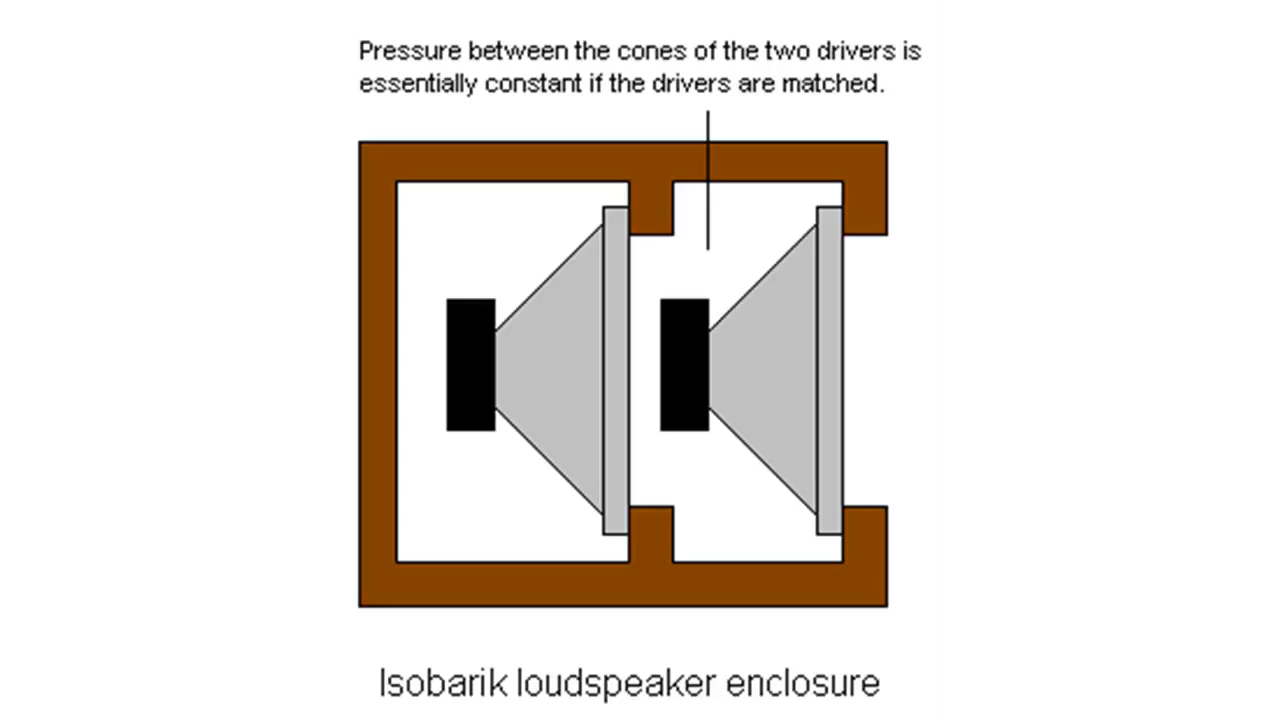 Pressure between the cones of the two drivers is
essentially constant if the drivers are matched.
Isobarik loudspeaker enclosure